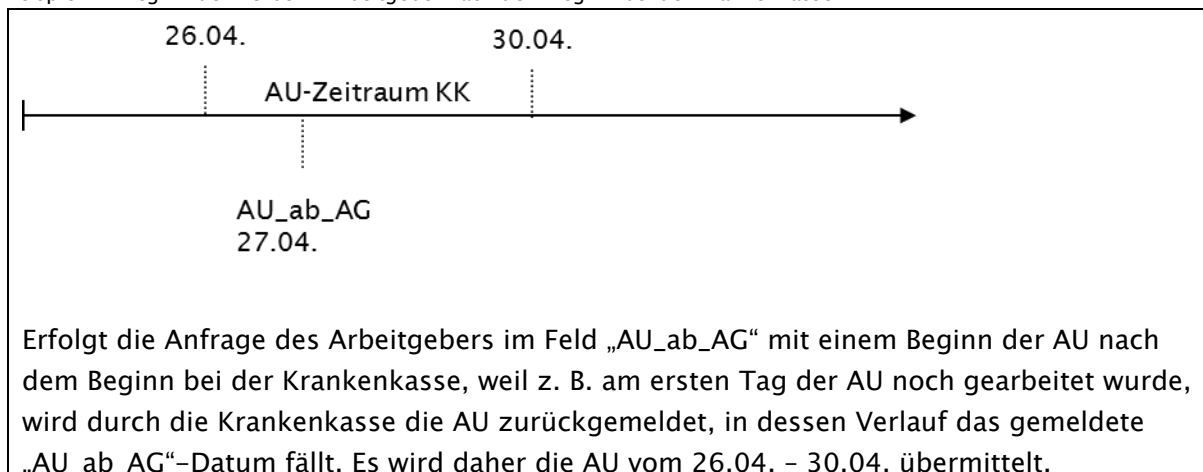 26.04.
30.04.
AU-Zeitraum KK
AU_ab_AG
27.04.
Erfolgt die Anfrage des Arbeitgebers im Feld „AU_ab_AG“ mit einem Beginn der AU nach
dem Beginn bei der Krankenkasse, weil z. B. am ersten Tag der AU noch gearbeitet wurde,
wird durch die Krankenkasse die AU zurückgemeldet, in dessen Verlauf das gemeldete
„AU_ab_AG“-Datum fällt. Es wird daher die AU vom 26.04. – 30.04. übermittelt.